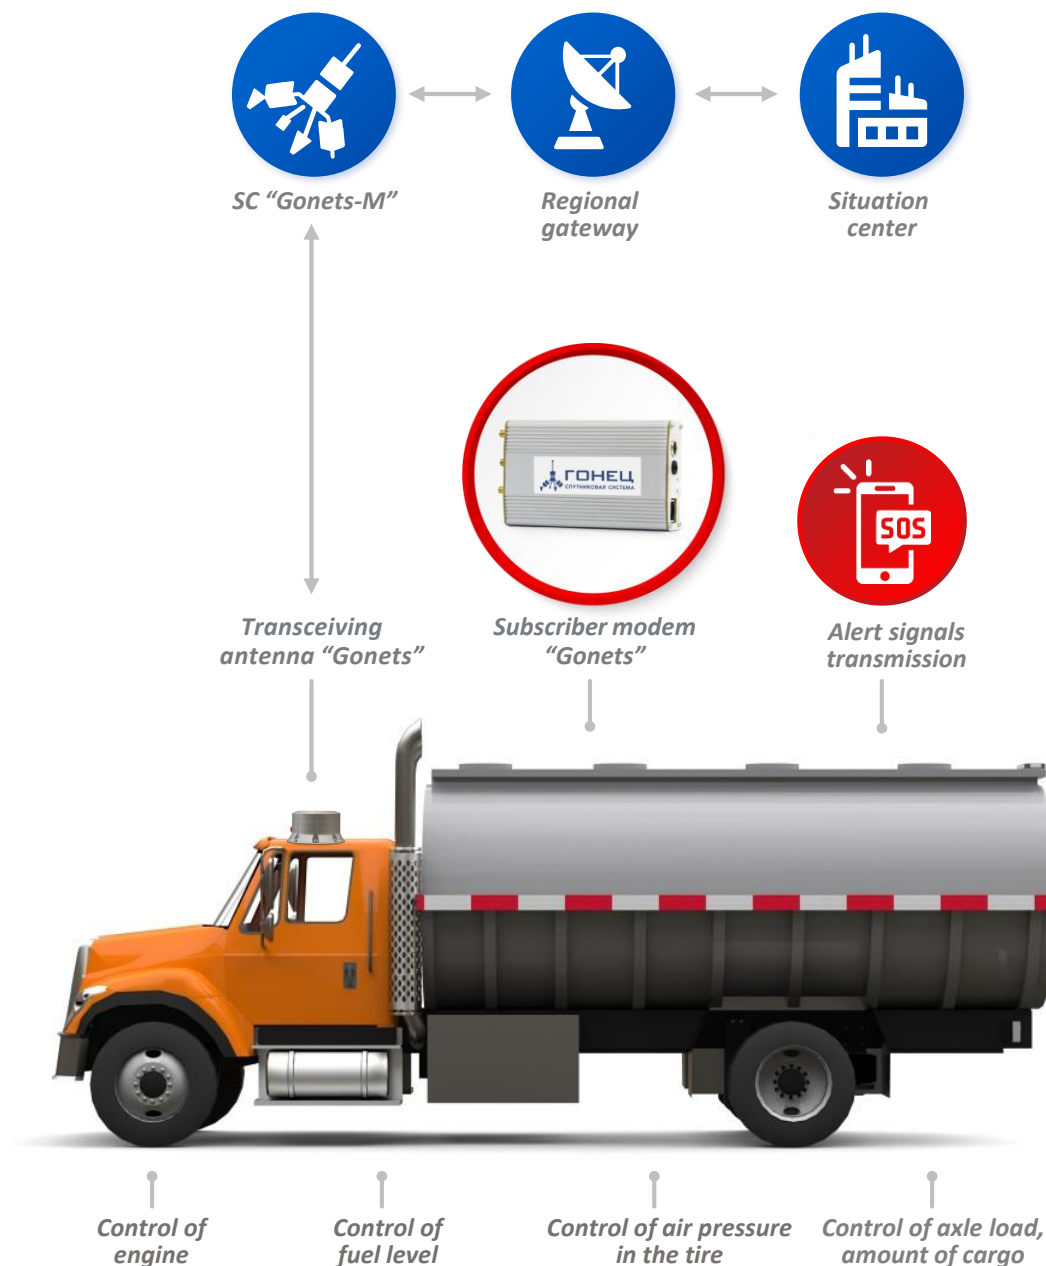 SC “Gonets-M”
Regional
gateway
Situation
center
ГОНЕЦ
СПУТНИКОВАЯ СИСТЕМА
SOS
Transceiving
antenna “Gonets”
Subscriber modem
“Gonets”
Alert signals
transmission
Control of
engine
Control of
fuel level
Control of air pressure
in the tire
Control of axle load,
amount of cargo